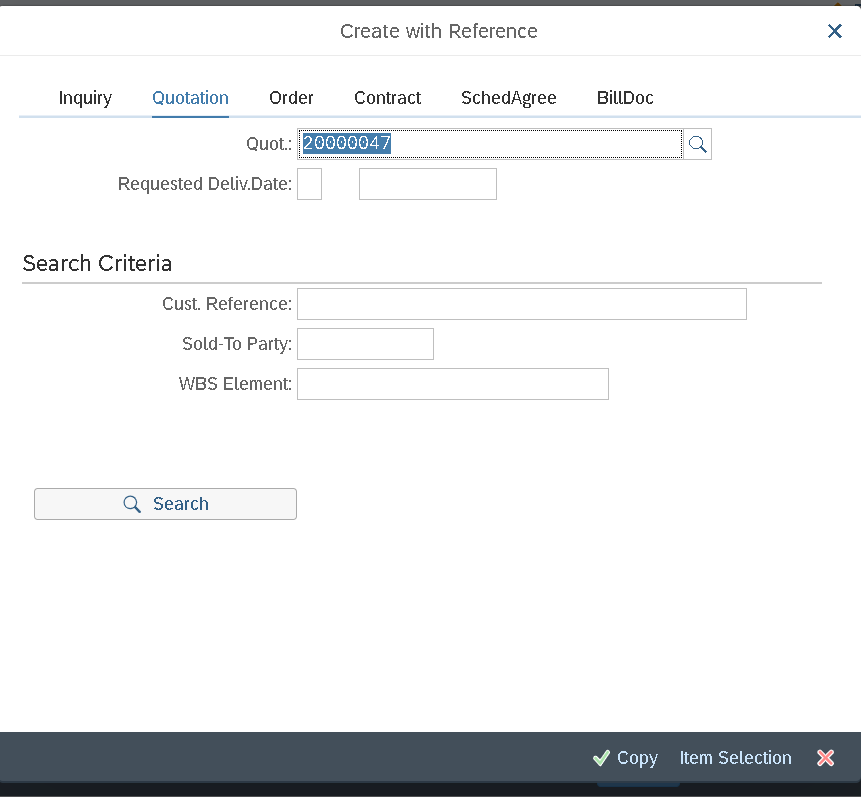 Create with Reference
Inquiry Quotation Order Contract SchedAgree BillDoc
Quot.: 20000047
Requested Deliv.Date:
Search Criteria
Cust. Reference:
Sold-To Party:
WBS Element:
Search
Copy Item Selection